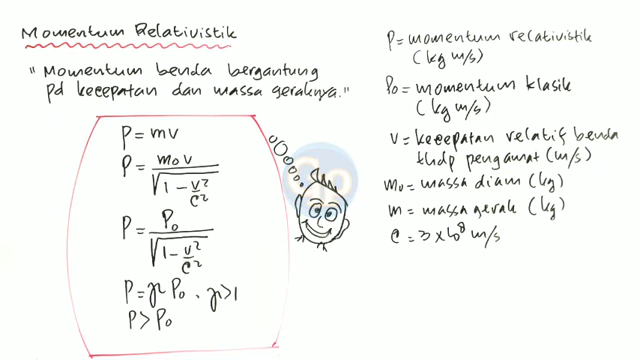 Momentum Relativistik
"Momentum benda bergantung
pd kecepatan dan massa geraknya."
P = mv
P = m₀v / √(1 - v²/c²)
P = P₀ / √(1 - v²/c²)
P = γ P₀ . γ > 1
P > P₀
P = momentum relativistik
(kg m/s)
P₀ = momentum klasik
(kg m/s)
v = kecepatan relatif benda
thdp pengamat (m/s)
m₀ = massa diam (kg)
m = massa gerak (kg)
c = 3 × 10⁸ m/s